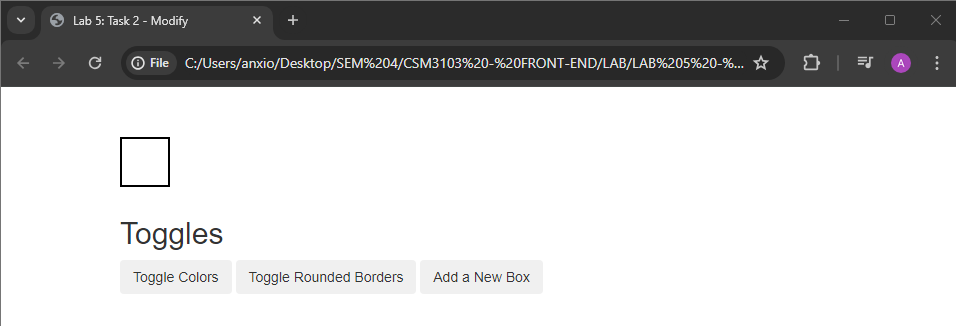 Lab 5: Task 2 - Modify
File C:/Users/anxio/Desktop/SEM%204/CSM3103%20-%20FRONT-END/LAB/LAB%205%20-%...
A
Toggles
Toggle Colors Toggle Rounded Borders Add a New Box